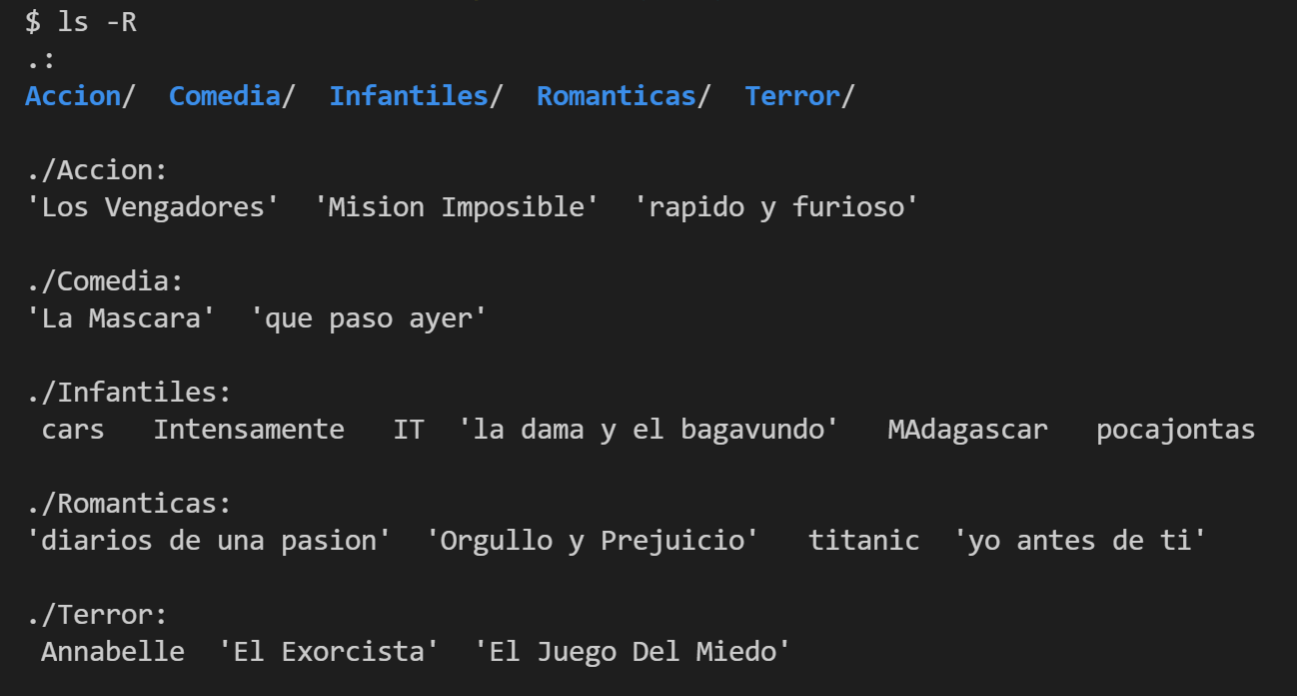 $ ls -R
.:
Accion/  Comedia/  Infantiles/  Romanticas/  Terror/
./Accion:
'Los Vengadores'  'Mision Imposible'  'rapido y furioso'
./Comedia:
'La Mascara'  'que paso ayer'
./Infantiles:
cars   Intensamente   IT  'la dama y el bagavundo'   MAdagascar   pocajontas
./Romanticas:
'diarios de una pasion'  'Orgullo y Prejuicio'   titanic  'yo antes de ti'
./Terror:
Annabelle  'El Exorcista'  'El Juego Del Miedo'